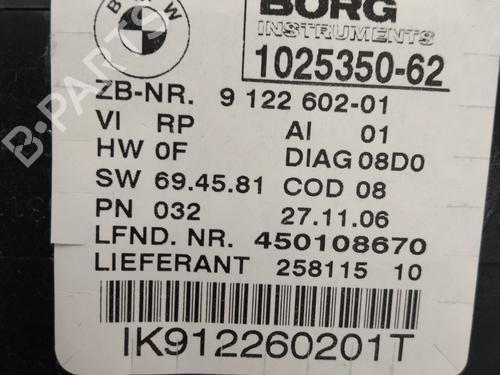 BMW
BORG
INSTRUMENTS
1025350-62
ZB-NR. 9 122 602-01
VI RP AI 01
HW 0F DIAG 08D0
SW 69.45.81 COD 08
PN 032 27.11.06
LFND. NR. 450108670
LIEFERANT 258115 10
IK912260201T
B-PARTS